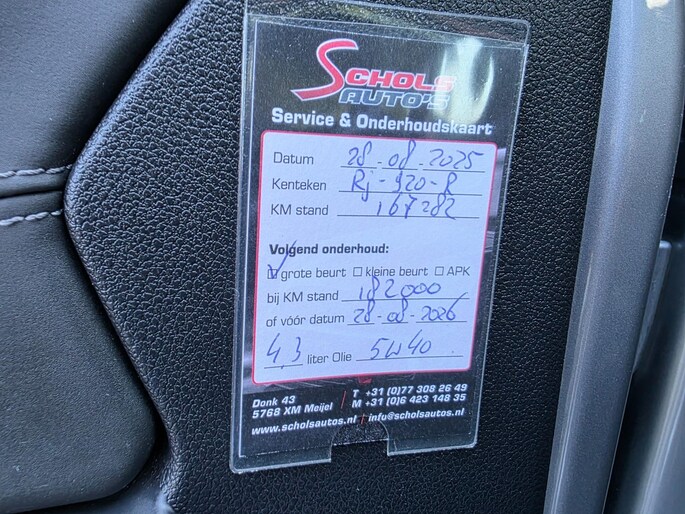 SCHOLS
AUTO'S
Service & Onderhoudskaart
Datum 28-08-2025
Kenteken Rj-920-R
KM stand 167282
Volgend onderhoud:
☑ grote beurt ☐ kleine beurt ☐ APK
bij KM stand 182000
of vóór datum 28-08-2026
4,3 liter Olie 5W40
Donk 43 T +31 (0)77 308 26 49
5768 XM Meijel M +31 (0)6 423 148 35
www.scholsautos.nl info@scholsautos.nl